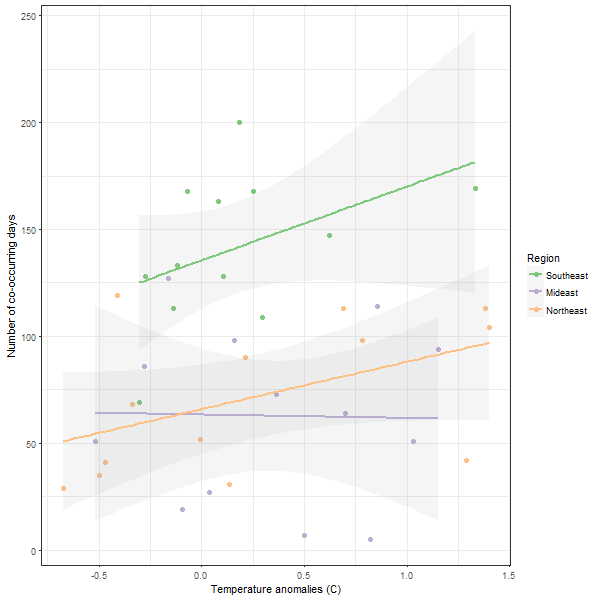 250
200
150
100
50
0
Number of co-occurring days
-0.5 0.0 0.5 1.0 1.5
Temperature anomalies (C)
Region
Southeast
Mideast
Northeast